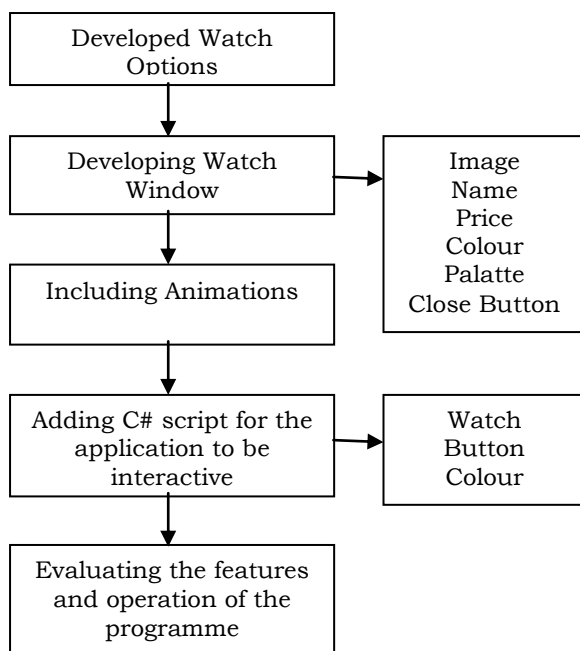 Developed Watch
Options
Developing Watch
Window
Image
Name
Price
Colour
Palatte
Close Button
Including Animations
Adding C# script for the
application to be
interactive
Watch
Button
Colour
Evaluating the features
and operation of the
programme